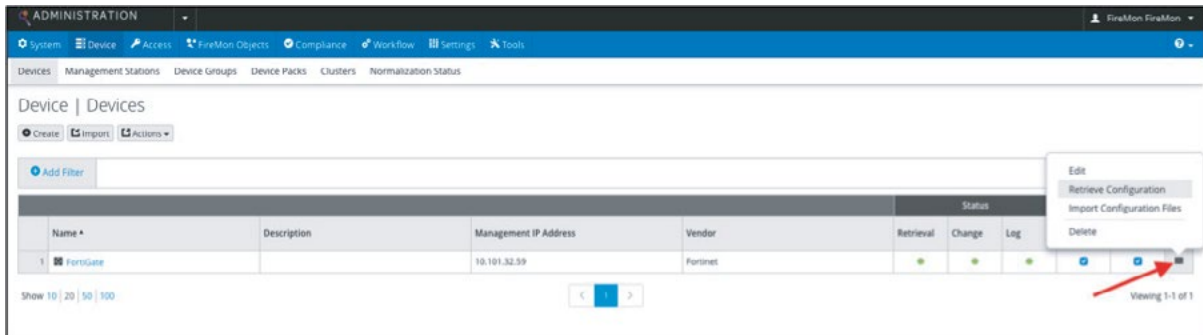 ADMINISTRATION
FireMon FireMon
System Device Access FireMon Objects Compliance Workflow Settings Tools
Devices Management Stations Device Groups Device Packs Clusters Normalization Status
Device | Devices
Create Import Actions
Add Filter
Edit
Retrieve Configuration
Import Configuration Files
Delete
Status
Name Description Management IP Address Vendor Retrieval Change Log
1 FortiGate 10.101.32.59 Fortinet
Show 10 | 20 | 50 | 100
< 1 >
Viewing 1-1 of 1